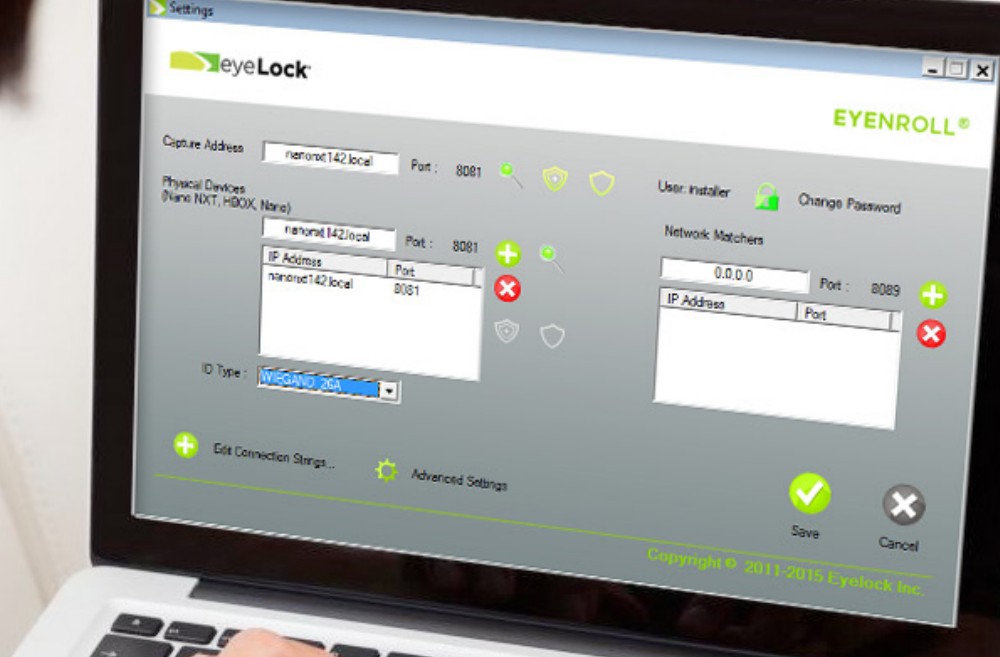 Settings
eyeLock
EYENROLL®
Capture Address nanonxt142.local Port : 8081
User: installer Change Password
Physical Devices
(Nano NXT, HBOX, Nano)
nanonxt142.local Port : 8081
Network Matchers
0.0.0.0 Port : 8089
IP Address Port
nanonxt142.local 8081
IP Address Port
ID Type : WIEGAND_26A
Edit Connection Strings... Advanced Settings
Save Cancel
Copyright © 2011-2015 Eyelock Inc.